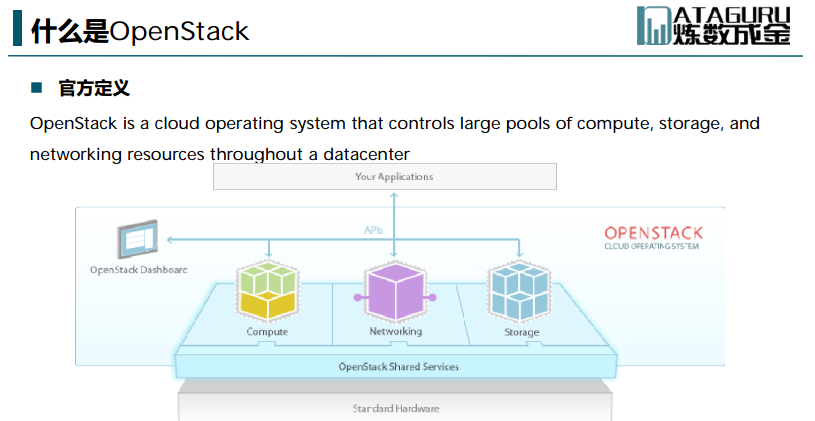 什么是OpenStack
DATAGURU
炼数成金
官方定义
OpenStack is a cloud operating system that controls large pools of compute, storage, and
networking resources throughout a datacenter
Your Applications
APIs
OPENSTACK
CLOUD OPERATING SYSTEM
OpenStack Dashboard
Compute
Networking
Storage
OpenStack Shared Services
Standard Hardware